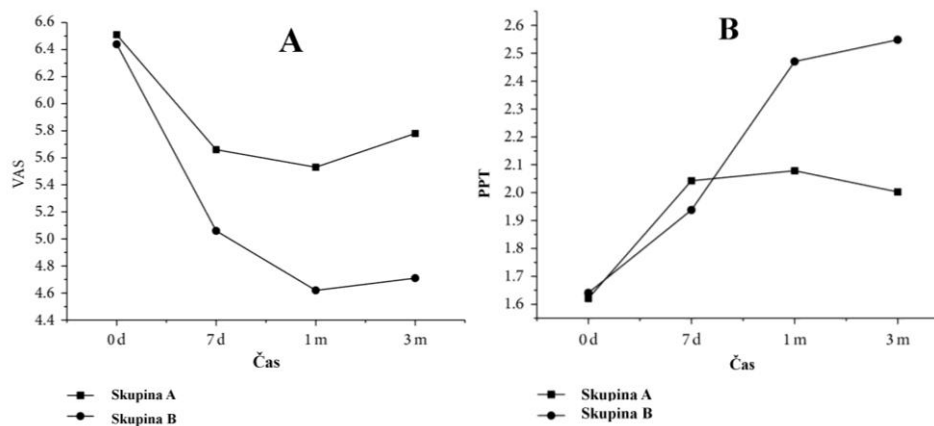 A
VAS
6.6
6.4
6.2
6.0
5.8
5.6
5.4
5.2
5.0
4.8
4.6
4.4
0 d 7 d 1 m 3 m
Čas
Skupina A
Skupina B
B
PPT
2.6
2.5
2.4
2.3
2.2
2.1
2.0
1.9
1.8
1.7
1.6
0 d 7 d 1 m 3 m
Čas
Skupina A
Skupina B